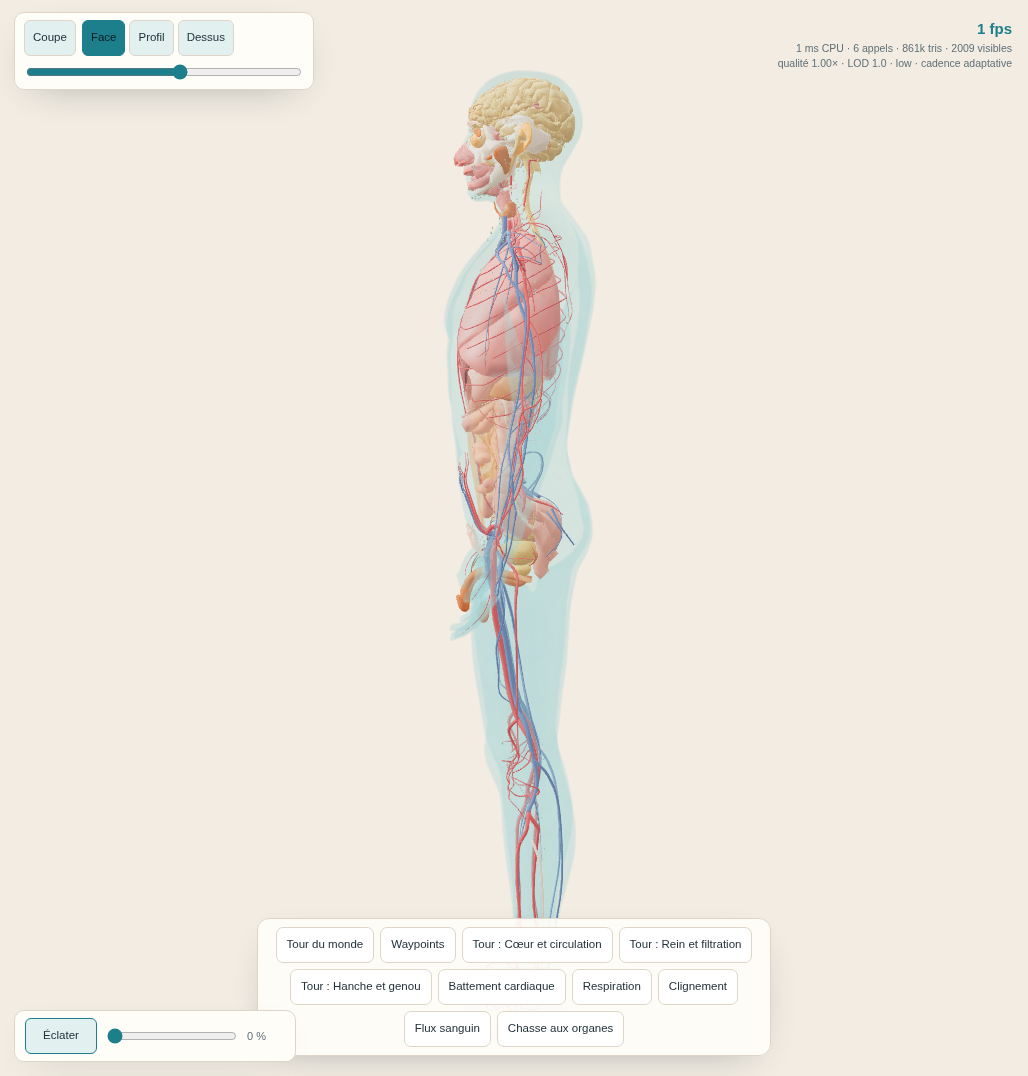 Coupe Face Profil Dessus
1 fps
1 ms CPU · 6 appels · 861k tris · 2009 visibles
qualité 1.00× · LOD 1.0 · low · cadence adaptative
Tour du monde Waypoints Tour : Cœur et circulation Tour : Rein et filtration
Tour : Hanche et genou Battement cardiaque Respiration Clignement
Flux sanguin Chasse aux organes
Éclater 0 %